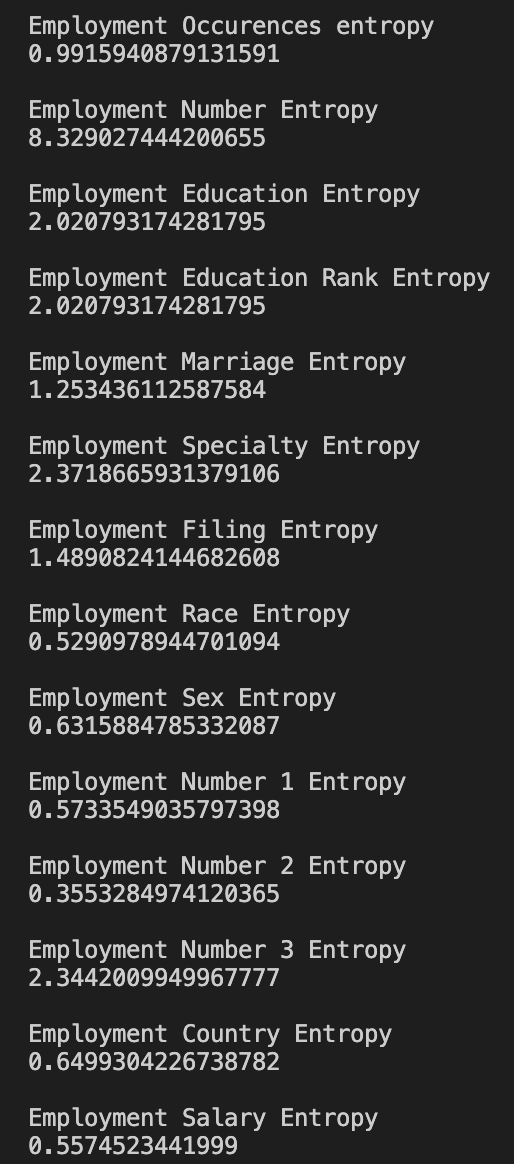 Employment Occurences entropy
0.9915940879131591
Employment Number Entropy
8.329027444200655
Employment Education Entropy
2.020793174281795
Employment Education Rank Entropy
2.020793174281795
Employment Marriage Entropy
1.253436112587584
Employment Specialty Entropy
2.3718665931379106
Employment Filing Entropy
1.4890824144682608
Employment Race Entropy
0.5290978944701094
Employment Sex Entropy
0.6315884785332087
Employment Number 1 Entropy
0.5733549035797398
Employment Number 2 Entropy
0.3553284974120365
Employment Number 3 Entropy
2.3442009949967777
Employment Country Entropy
0.6499304226738782
Employment Salary Entropy
0.5574523441999